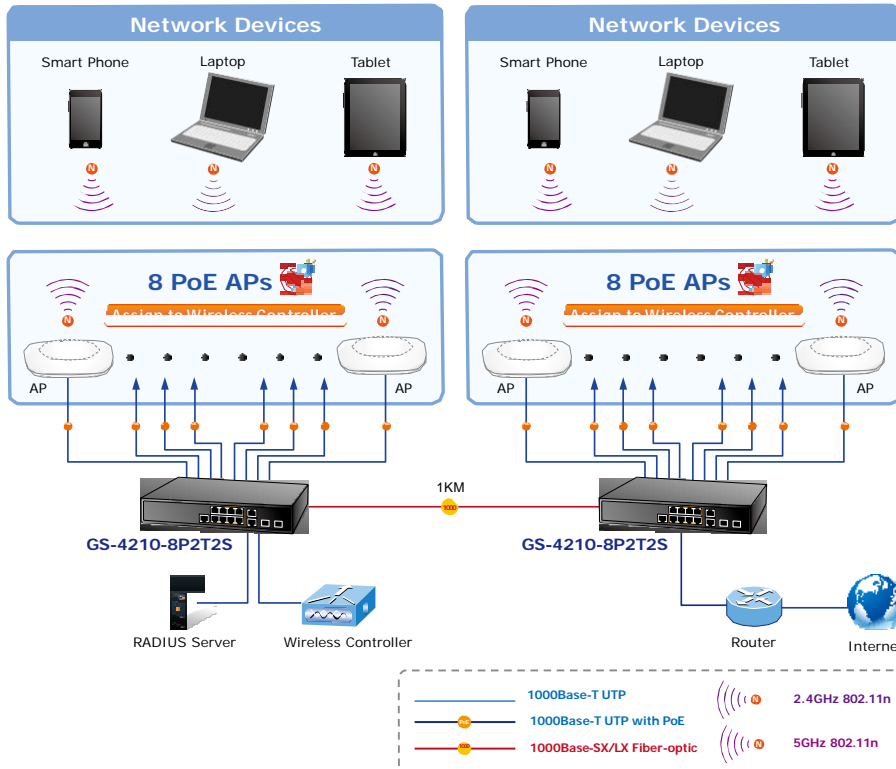 Network Devices
Smart Phone
Laptop
Tablet
N
N
N
Network Devices
Smart Phone
Laptop
Tablet
N
N
N
8 PoE APs
Assign to Wireless Controller
N
N
AP
AP
8 PoE APs
Assign to Wireless Controller
N
N
AP
AP
1KM
1000
GS-4210-8P2T2S
GS-4210-8P2T2S
RADIUS Server
Wireless Controller
Router
Interne
1000Base-T UTP
N
2.4GHz 802.11n
PoE
1000Base-T UTP with PoE
1000
1000Base-SX/LX Fiber-optic
N
5GHz 802.11n